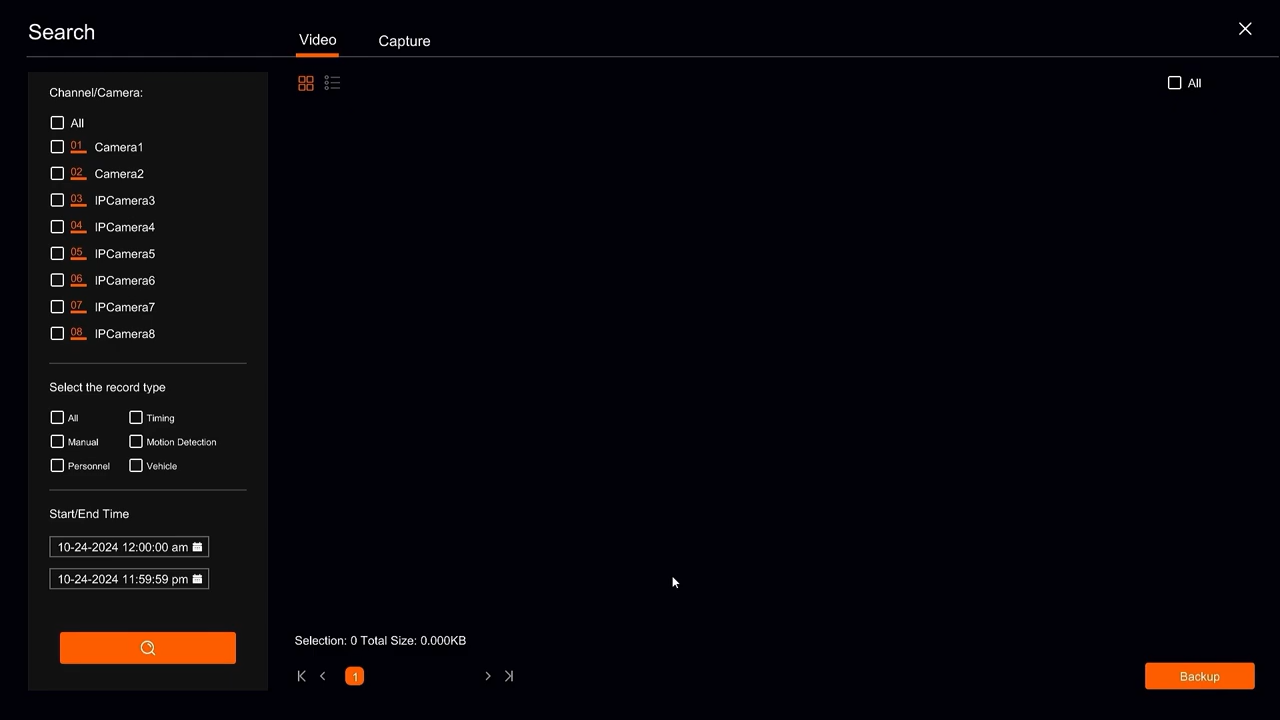 Search
Video
Capture
All
Channel/Camera:
All
01 Camera1
02 Camera2
03 IPCamera3
04 IPCamera4
05 IPCamera5
06 IPCamera6
07 IPCamera7
08 IPCamera8
Select the record type
All Timing
Manual Motion Detection
Personnel Vehicle
Start/End Time
10-24-2024 12:00:00 am
10-24-2024 11:59:59 pm
Selection: 0 Total Size: 0.000KB
1
Backup